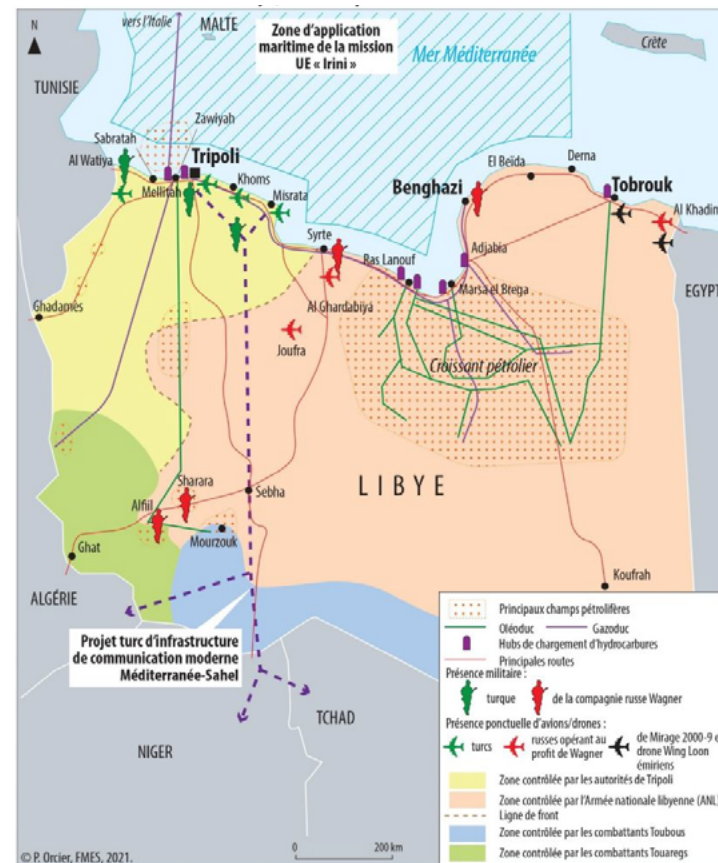 vers l'Italie
MALTE
Zone d'application
maritime de la mission
UE « Irini »
Mer Méditerranée
Crète
N
TUNISIE
Zawiyah
Sabratah
Al Watiya
Tripoli
Mellitah
Khoms
Misrata
El Beïda
Derna
Benghazi
Tobrouk
Al Khadim
Syrte
Ras Lanouf
Adjabia
Marsa el Brega
EGYPT
Ghadamès
Al Ghardabiya
Joufra
Croissant pétrolier
LIBYE
Sharara
Sebha
Alfiil
Mourzouk
Ghat
Koufrah
ALGÉRIE
Projet turc d'infrastructure
de communication moderne
Méditerranée-Sahel
TCHAD
NIGER
Principaux champs pétrolifères
Oléoduc
Gazoduc
Hubs de chargement d'hydrocarbures
Principales routes
Présence militaire :
turque
de la compagnie russe Wagner
Présence ponctuelle d'avions/drones :
turcs
russes opérant au
profit de Wagner
de Mirage 2000-9 e
drone Wing Loon
émiriens
Zone contrôlée par les autorités de Tripoli
Zone contrôlée par l'Armée nationale libyenne (ANL)
Ligne de front
Zone contrôlée par les combattants Toubous
Zone contrôlée par les combattants Touaregs
© P. Orcier, FMES, 2021.
0
200 km